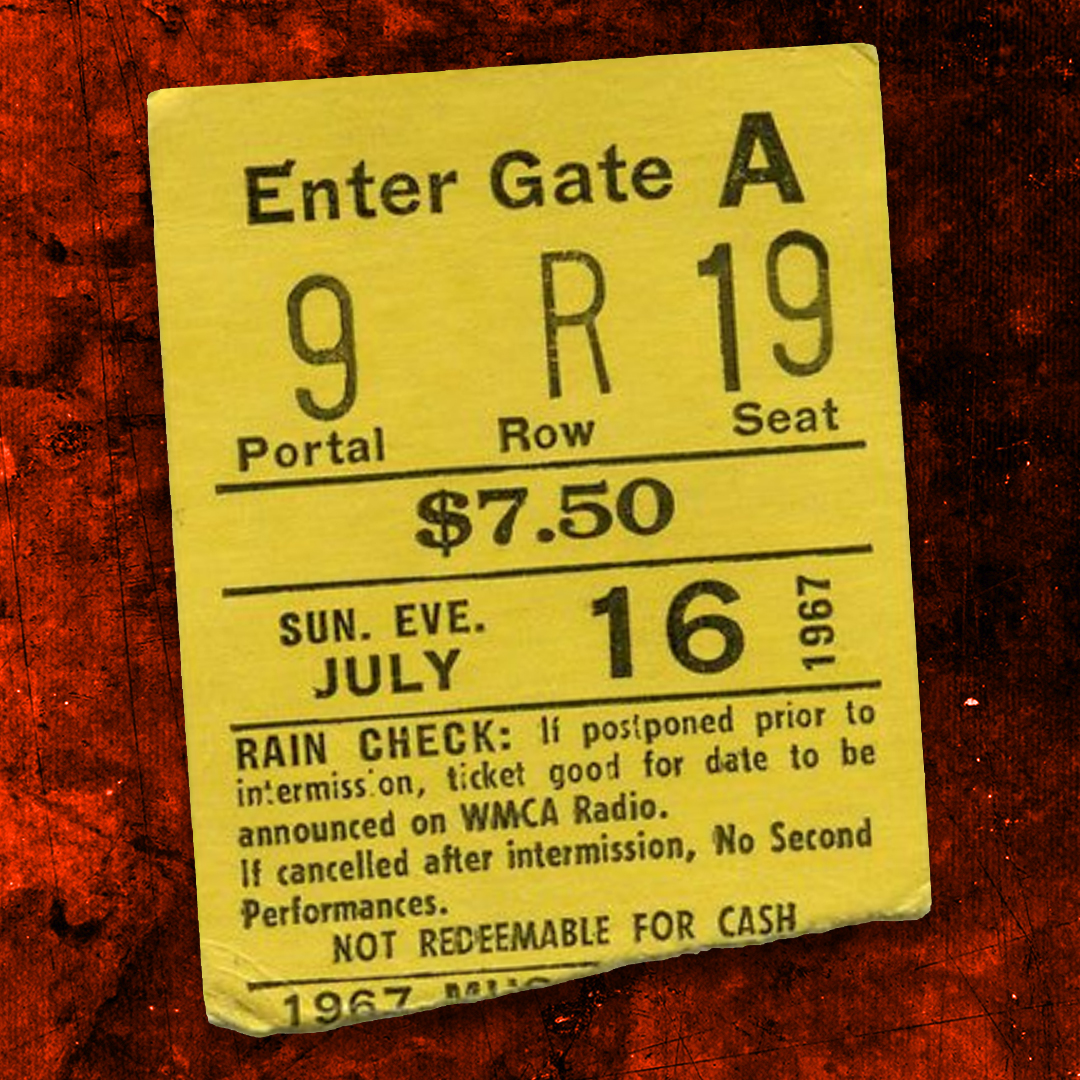 Enter Gate A
9 R 19
Portal Row Seat
$7.50
SUN. EVE. 16 1967
JULY
RAIN CHECK: If postponed prior to
intermission, ticket good for date to be
announced on WMCA Radio.
If cancelled after intermission, No Second
Performances.
NOT REDEEMABLE FOR CASH
1967